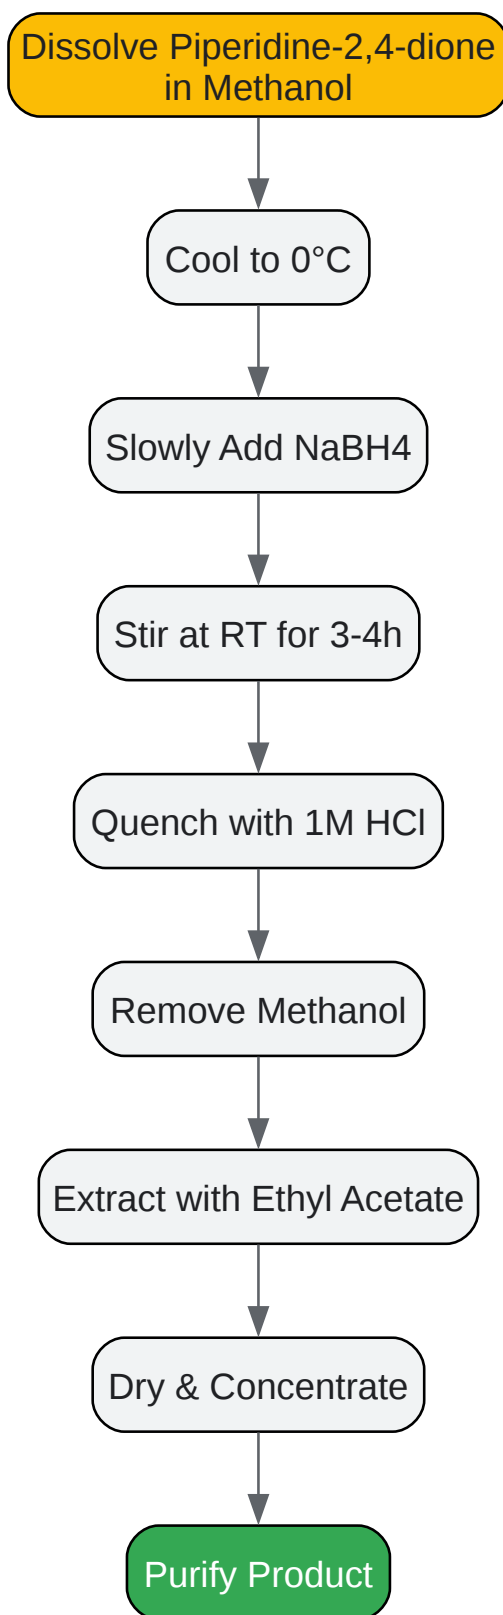 Dissolve Piperidine-2,4-dione
in Methanol
Cool to 0°C
Slowly Add NaBH4
Stir at RT for 3-4h
Quench with 1M HCl
Remove Methanol
Extract with Ethyl Acetate
Dry & Concentrate
Purify Product